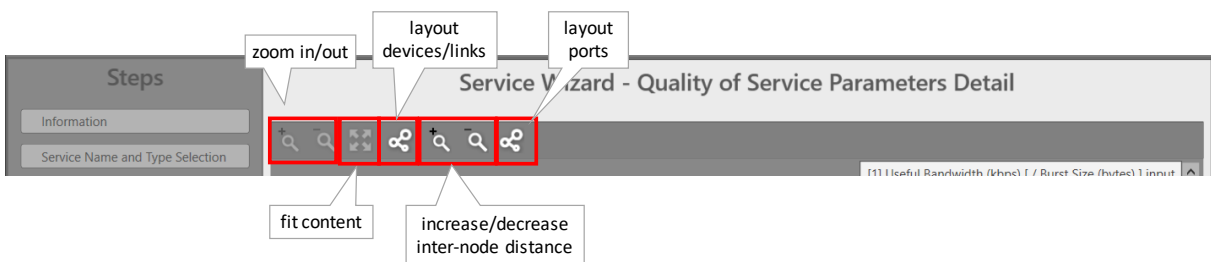 layout
devices/links
layout
ports
zoom in/out
Steps
Service Wizard - Quality of Service Parameters Detail
Information
Service Name and Type Selection
[1] Useful Bandwidth (kbps) [ / Burst Size (bytes) ] input
fit content
increase/decrease
inter-node distance